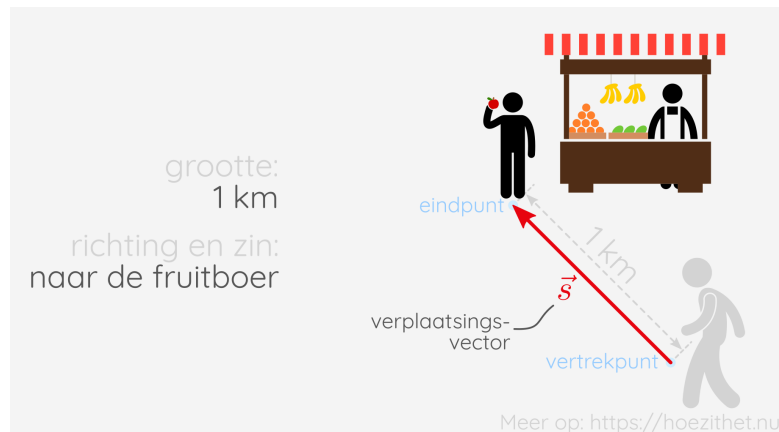 grootte:
1 km
richting en zin:
naar de fruitboer
eindpunt
1 km
s⃗
verplaatsings-
vector
vertrekpunt
Meer op: https://hoezithet.nu